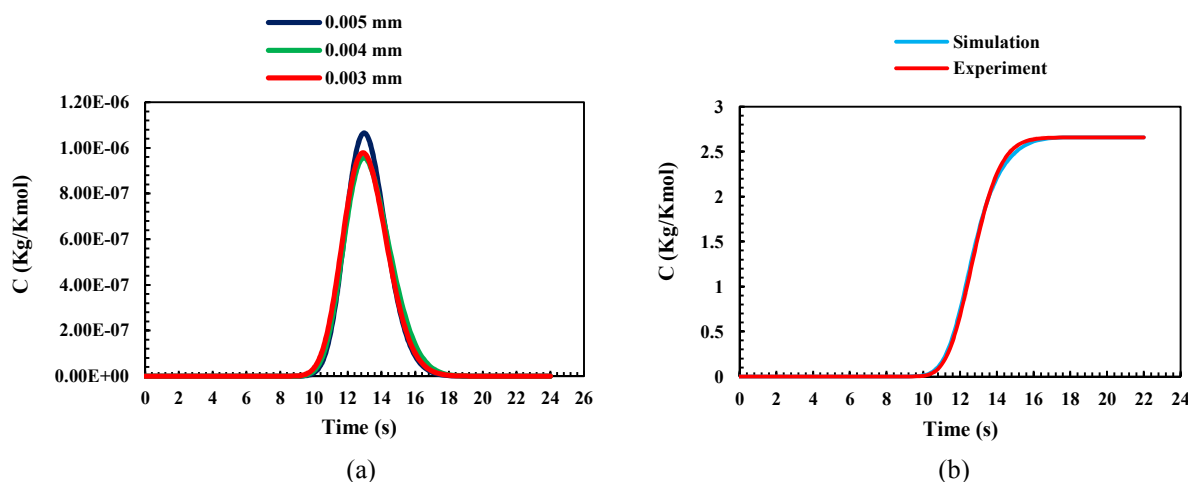 0.005 mm
0.004 mm
0.003 mm
1.20E-06
1.00E-06
8.00E-07
6.00E-07
4.00E-07
2.00E-07
0.00E+00
C (Kg/Kmol)
0 2 4 6 8 10 12 14 16 18 20 22 24 26
Time (s)
(a)
Simulation
Experiment
3
2.5
2
1.5
1
0.5
0
C (Kg/Kmol)
0 2 4 6 8 10 12 14 16 18 20 22 24
Time (s)
(b)